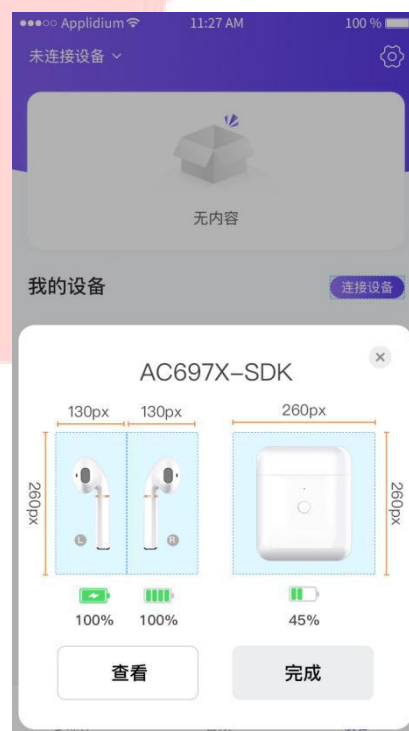 Applidium 11:27 AM 100 %
未连接设备
无内容
我的设备 连接设备
AC697X-SDK
130px 130px 260px
260px 260px
L R
100% 100% 45%
查看 完成